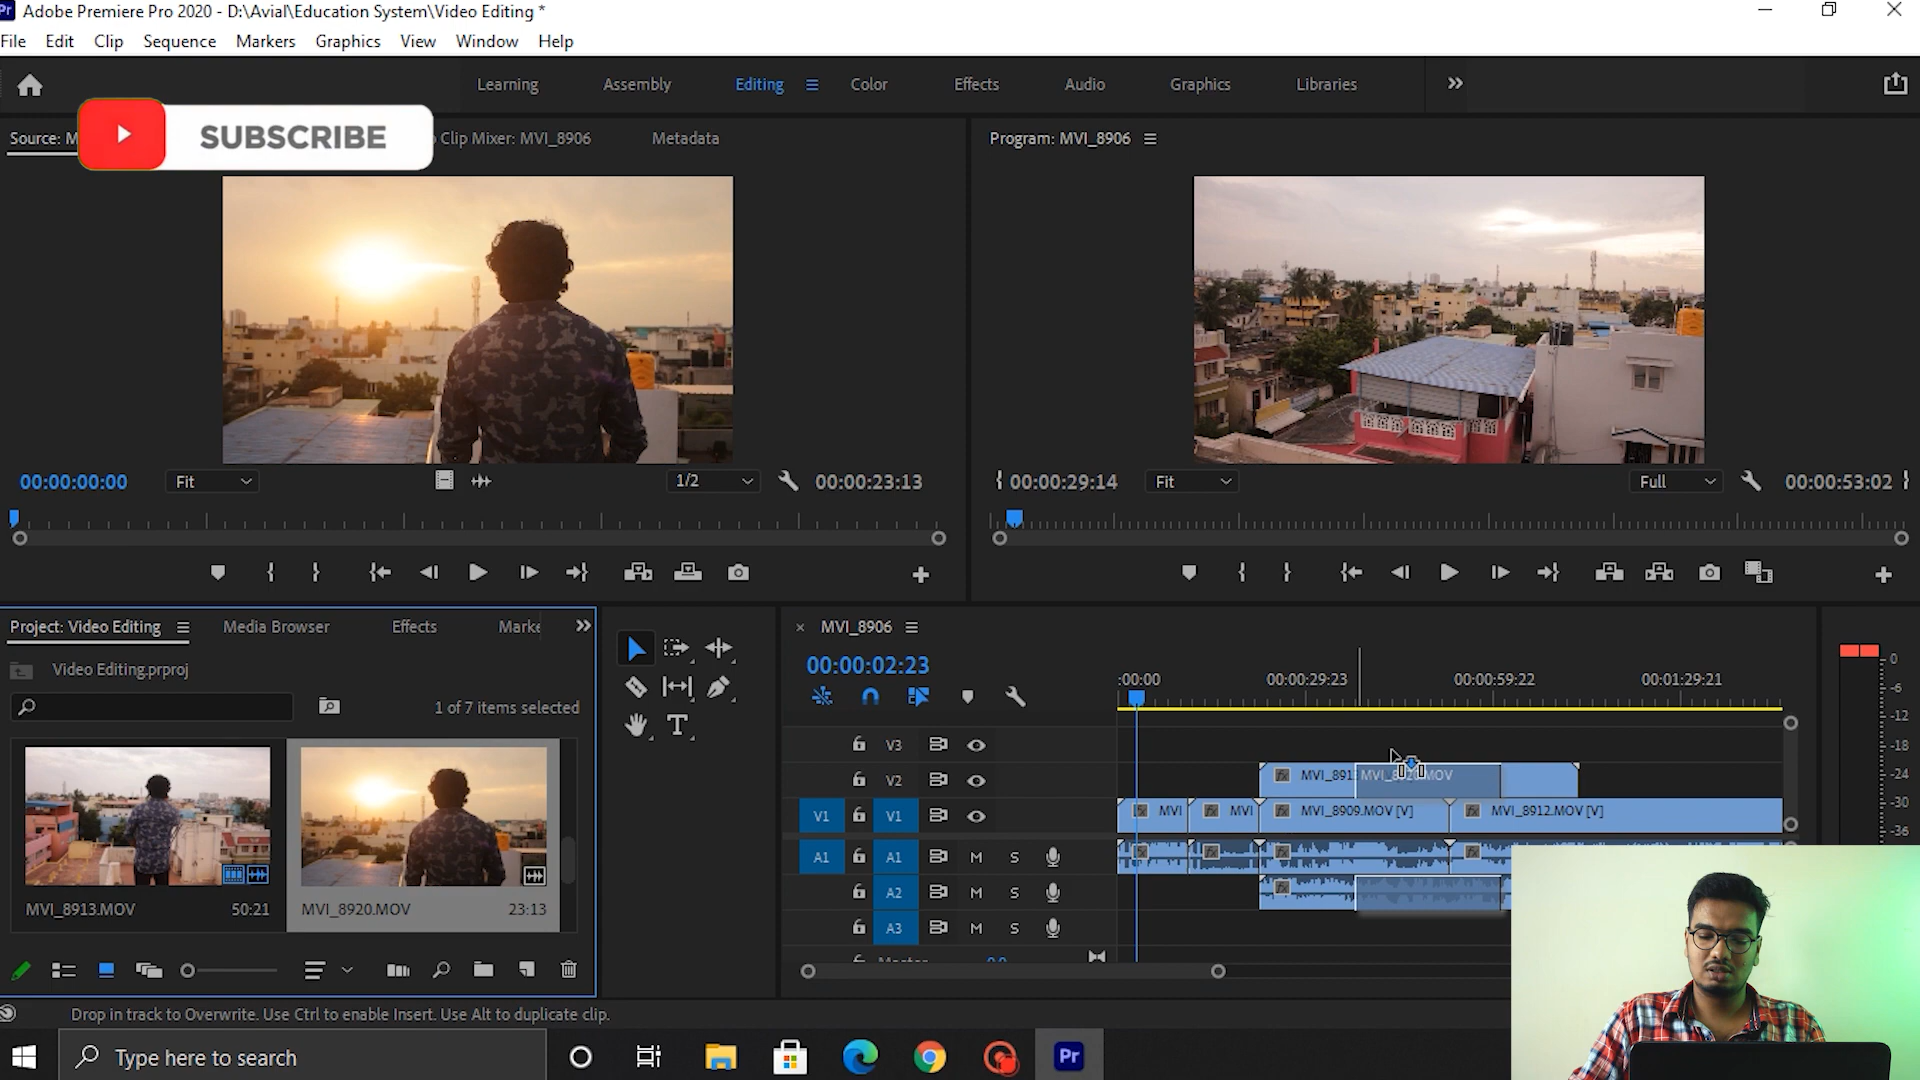 Pr Adobe Premiere Pro 2020 - D:\Avial\Education System\Video Editing *
File Edit Clip Sequence Markers Graphics View Window Help
Learning Assembly Editing Color Effects Audio Graphics Libraries
SUBSCRIBE
Source: M Clip Mixer: MVI_8906 Metadata
Program: MVI_8906
00:00:00:00 Fit 1/2 00:00:23:13
00:00:29:14 Fit Full 00:00:53:02
Project: Video Editing Media Browser Effects Marke
Video Editing.prproj
1 of 7 items selected
MVI_8913.MOV 50:21
MVI_8920.MOV 23:13
MVI_8906
00:00:02:23
:00:00 00:00:29:23 00:00:59:22 00:01:29:21
V3
V2 MVI_891
V1 V1 MVI MVI MVI_8909.MOV [V] MVI_8912.MOV [V]
A1 A1 M S
A2 M S
A3 M S
0
-6
-12
-18
-24
-30
-36
Drop in track to Overwrite. Use Ctrl to enable Insert. Use Alt to duplicate clip.
Type here to search
Pr